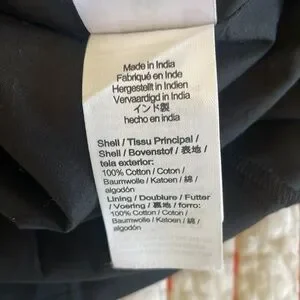 Made in India
Fabriqué en Inde
Hergestellt in Indien
Vervaardigd in India
インド製
hecho en india
Shell / Tissu Principal /
Shell / Bovenstof / 表地 /
tela exterior:
100% Cotton / Coton /
Baumwolle / Katoen / 綿 /
algodón
Lining / Doublure / Futter
/ Voering / 裏地 / forro:
100% Cotton / Coton /
Baumwolle / Katoen / 綿 /
algodón